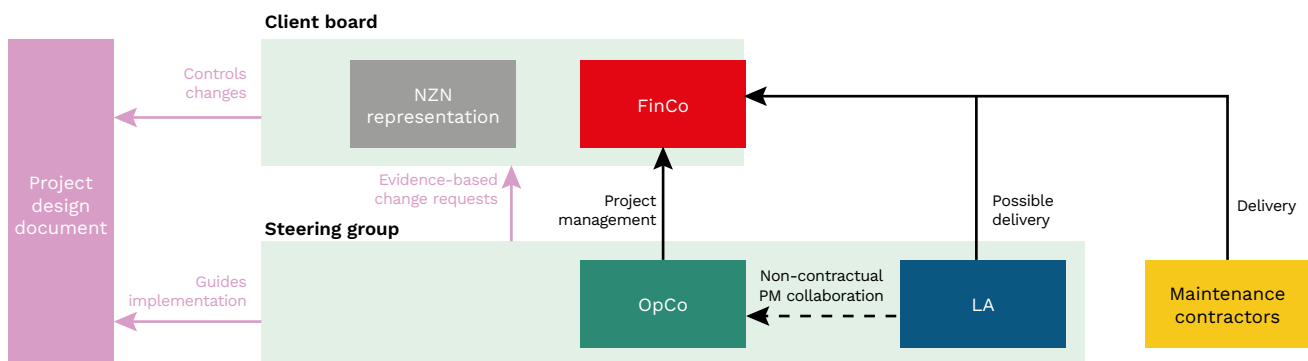 Client board
Controls
changes
NZN
representation
FinCo
Project
design
document
Evidence-based
change requests
Project
management
Possible
delivery
Delivery
Steering group
Guides
implementation
OpCo
Non-contractual
PM collaboration
LA
Maintenance
contractors